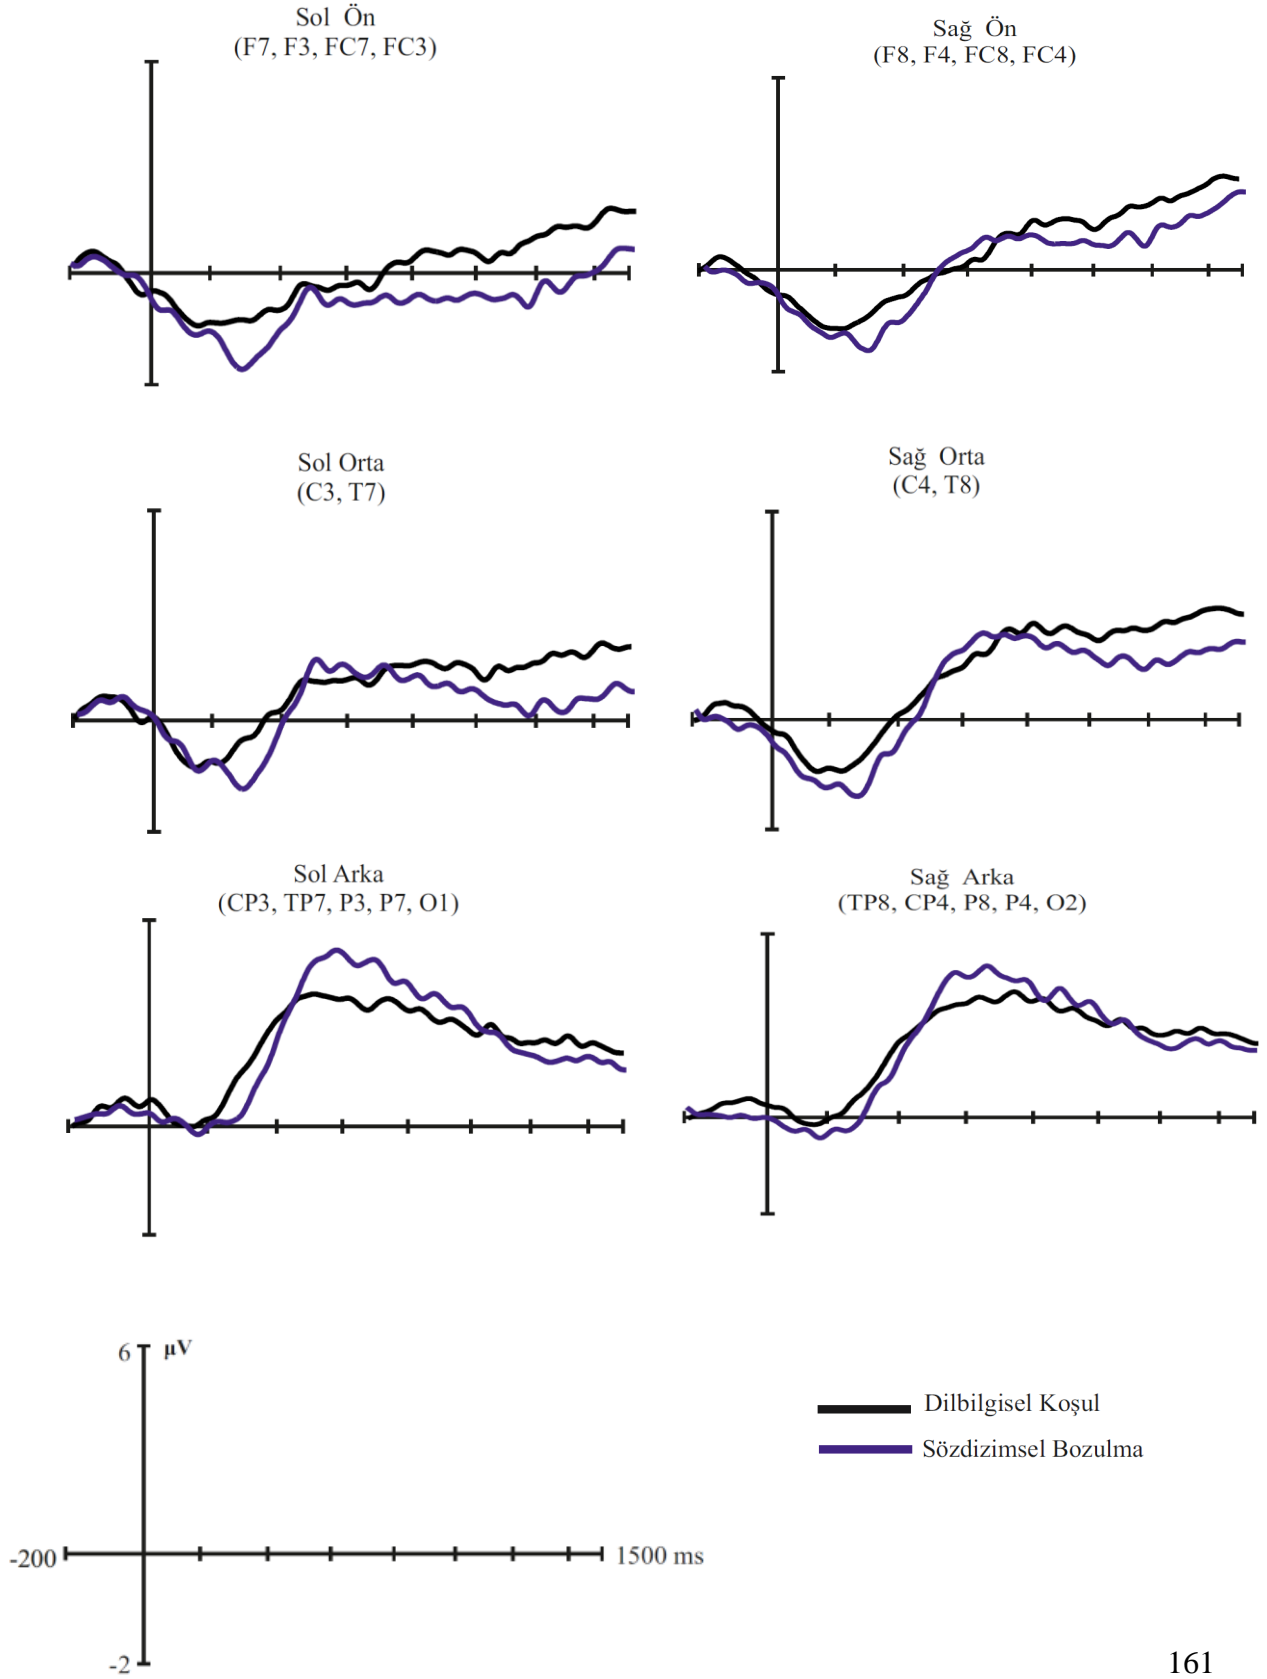 Sol Ön
(F7, F3, FC7, FC3)
Sağ Ön
(F8, F4, FC8, FC4)
Sol Orta
(C3, T7)
Sağ Orta
(C4, T8)
Sol Arka
(CP3, TP7, P3, P7, O1)
Sağ Arka
(TP8, CP4, P8, P4, O2)
6 µV
-200
1500 ms
-2
Dilbilgisel Koşul
Sözdizimsel Bozulma
161